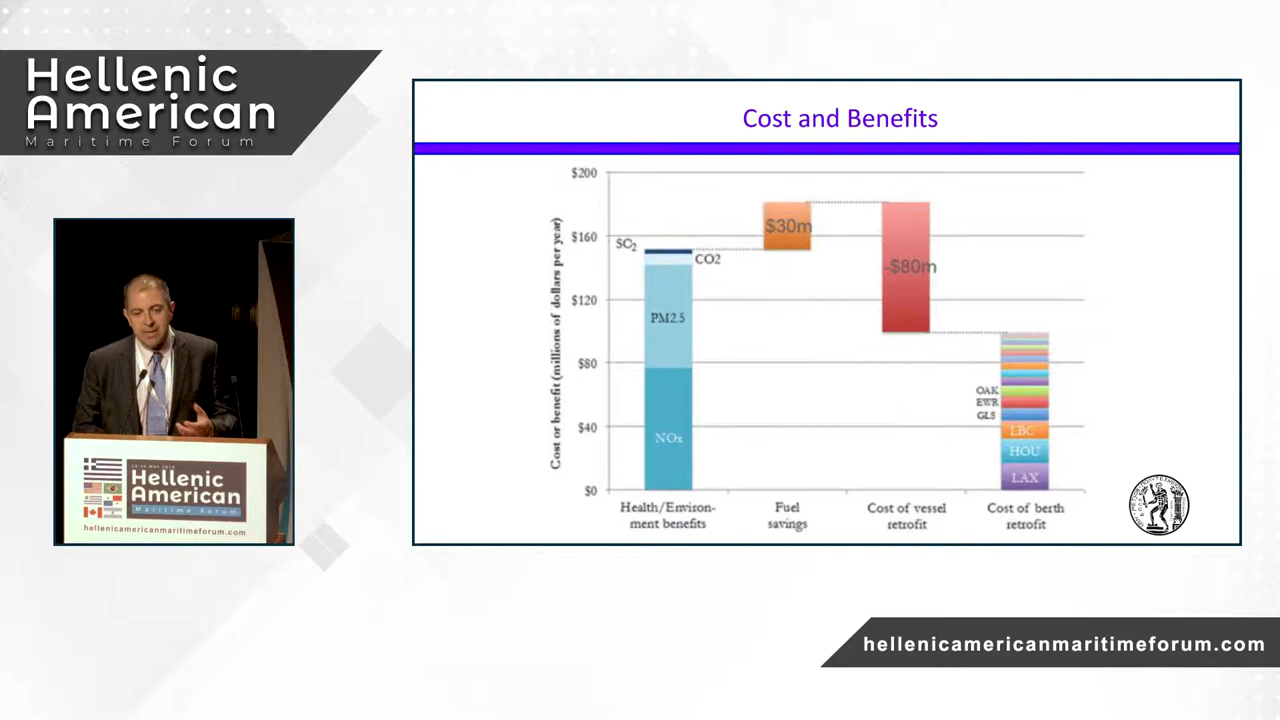 Hellenic
American
Maritime Forum
Cost and Benefits
Cost or benefit (millions of dollars per year)
$200
$160
$120
$80
$40
$0
SO2
CO2
PM2.5
NOx
$30m
-$80m
OAK
EWR
GLS
LBC
HOU
LAX
Health/Environ-
ment benefits
Fuel
savings
Cost of vessel
retrofit
Cost of berth
retrofit
Hellenic
American
Maritime Forum
hellenicamericanmaritimeforum.com
hellenicamericanmaritimeforum.com